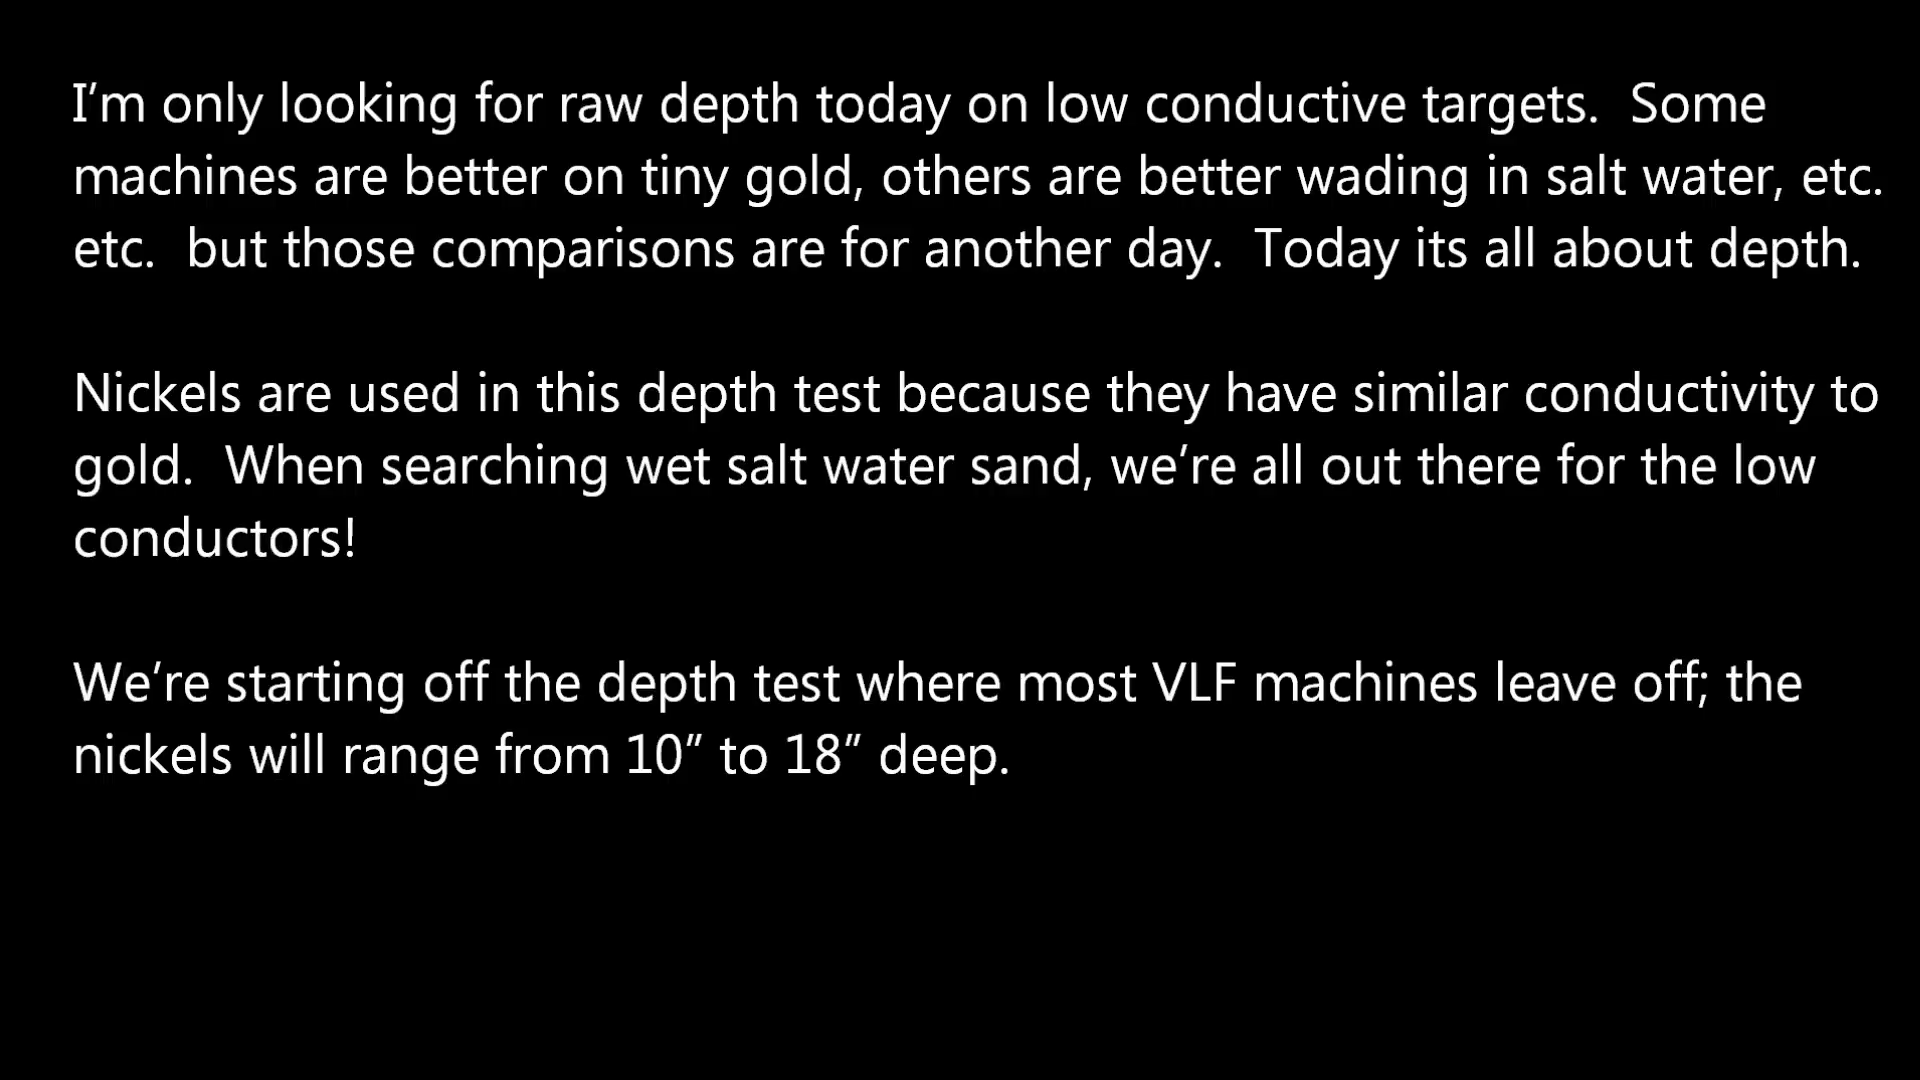 I’m only looking for raw depth today on low conductive targets.  Some
machines are better on tiny gold, others are better wading in salt water, etc.
etc.  but those comparisons are for another day.  Today its all about depth.
Nickels are used in this depth test because they have similar conductivity to
gold.  When searching wet salt water sand, we’re all out there for the low
conductors!
We’re starting off the depth test where most VLF machines leave off; the
nickels will range from 10” to 18” deep.